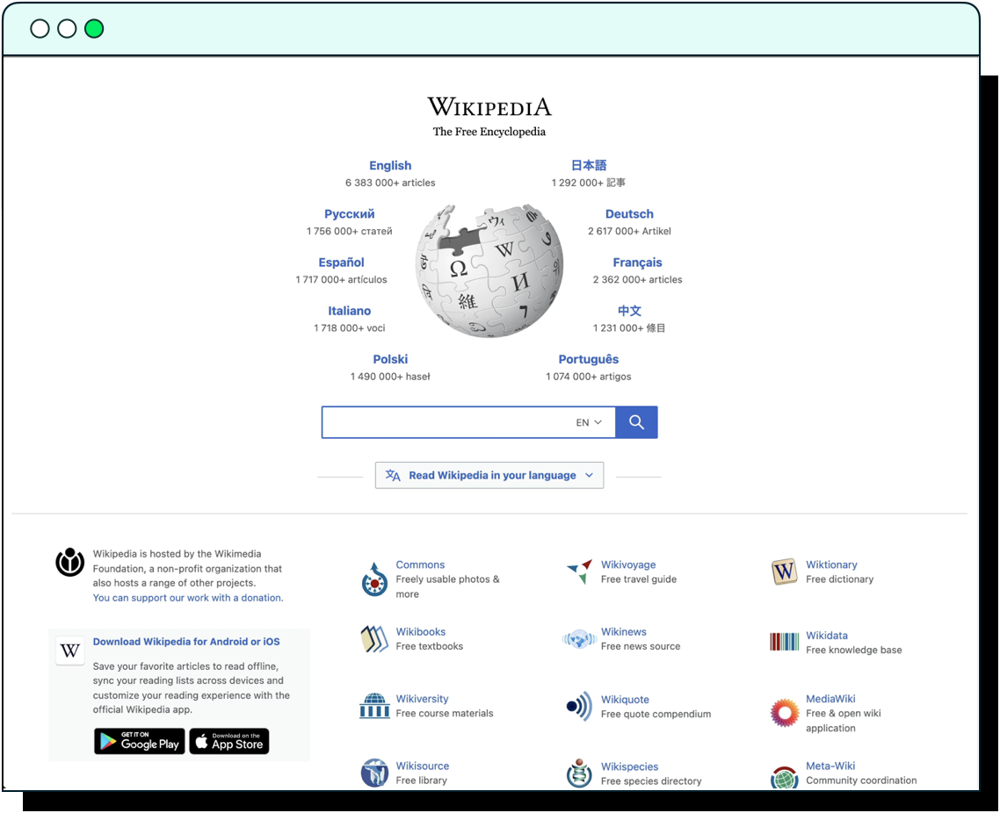 WIKIPEDIA
The Free Encyclopedia
English
6 383 000+ articles
日本語
1 292 000+ 記事
Русский
1 756 000+ статей
Deutsch
2 617 000+ Artikel
Español
1 717 000+ artículos
Français
2 362 000+ articles
Italiano
1 718 000+ voci
中文
1 231 000+ 條目
Polski
1 490 000+ haseł
Português
1 074 000+ artigos
Ω
W
И
維
ウィ
7
EN
Read Wikipedia in your language
Wikipedia is hosted by the Wikimedia
Foundation, a non-profit organization that
also hosts a range of other projects.
You can support our work with a donation.
W
Download Wikipedia for Android or iOS
Save your favorite articles to read offline,
sync your reading lists across devices and
customize your reading experience with the
official Wikipedia app.
GET IT ON
Google Play
Download on the
App Store
Commons
Freely usable photos &
more
Wikivoyage
Free travel guide
W
Wiktionary
Free dictionary
Wikibooks
Free textbooks
Wikinews
Free news source
Wikidata
Free knowledge base
Wikiversity
Free course materials
Wikiquote
Free quote compendium
MediaWiki
Free & open wiki
application
Wikisource
Free library
Wikispecies
Free species directory
Meta-Wiki
Community coordination